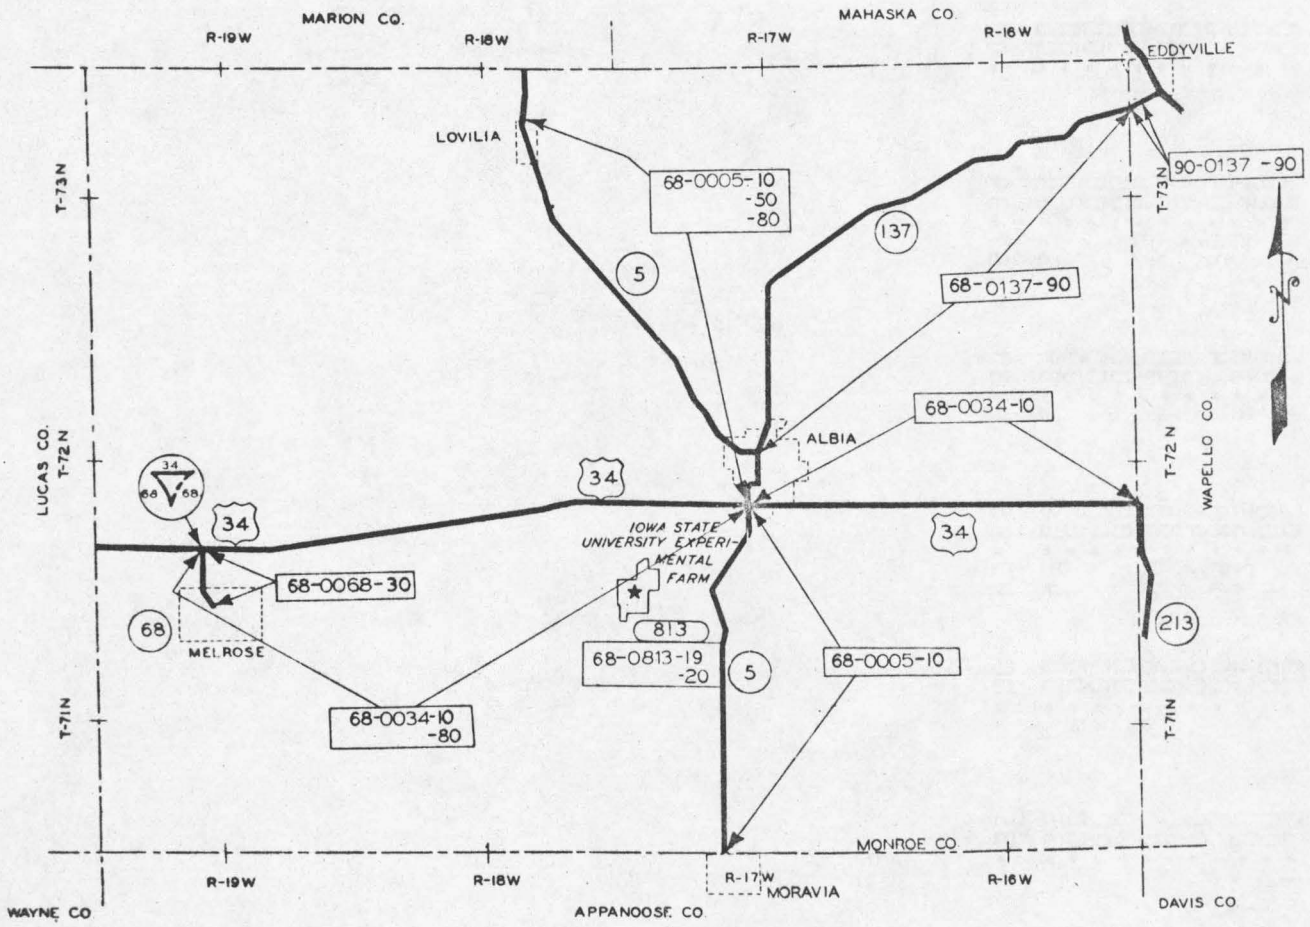 MARION CO.
MAHASKA CO.
R-19W
R-18W
R-17W
R-16W
EDDYVILLE
LOVILIA
90-0137-90
68-0005-10
-50
-80
T-73N
T-73N
137
5
68-0137-90
68-0034-10
ALBIA
LUCAS CO.
T-72N
T-72N
WAPELLO CO.
34
68 68
34
34
34
IOWA STATE
UNIVERSITY EXPERI-
MENTAL
FARM
68-0068-30
68
MELROSE
813
68-0813-19
-20
5
68-0005-10
213
68-0034-10
-80
T-71N
T-71N
MONROE CO.
R-19W
R-18W
R-17W
R-16W
MORAVIA
WAYNE CO.
APPANOOSE CO.
DAVIS CO.